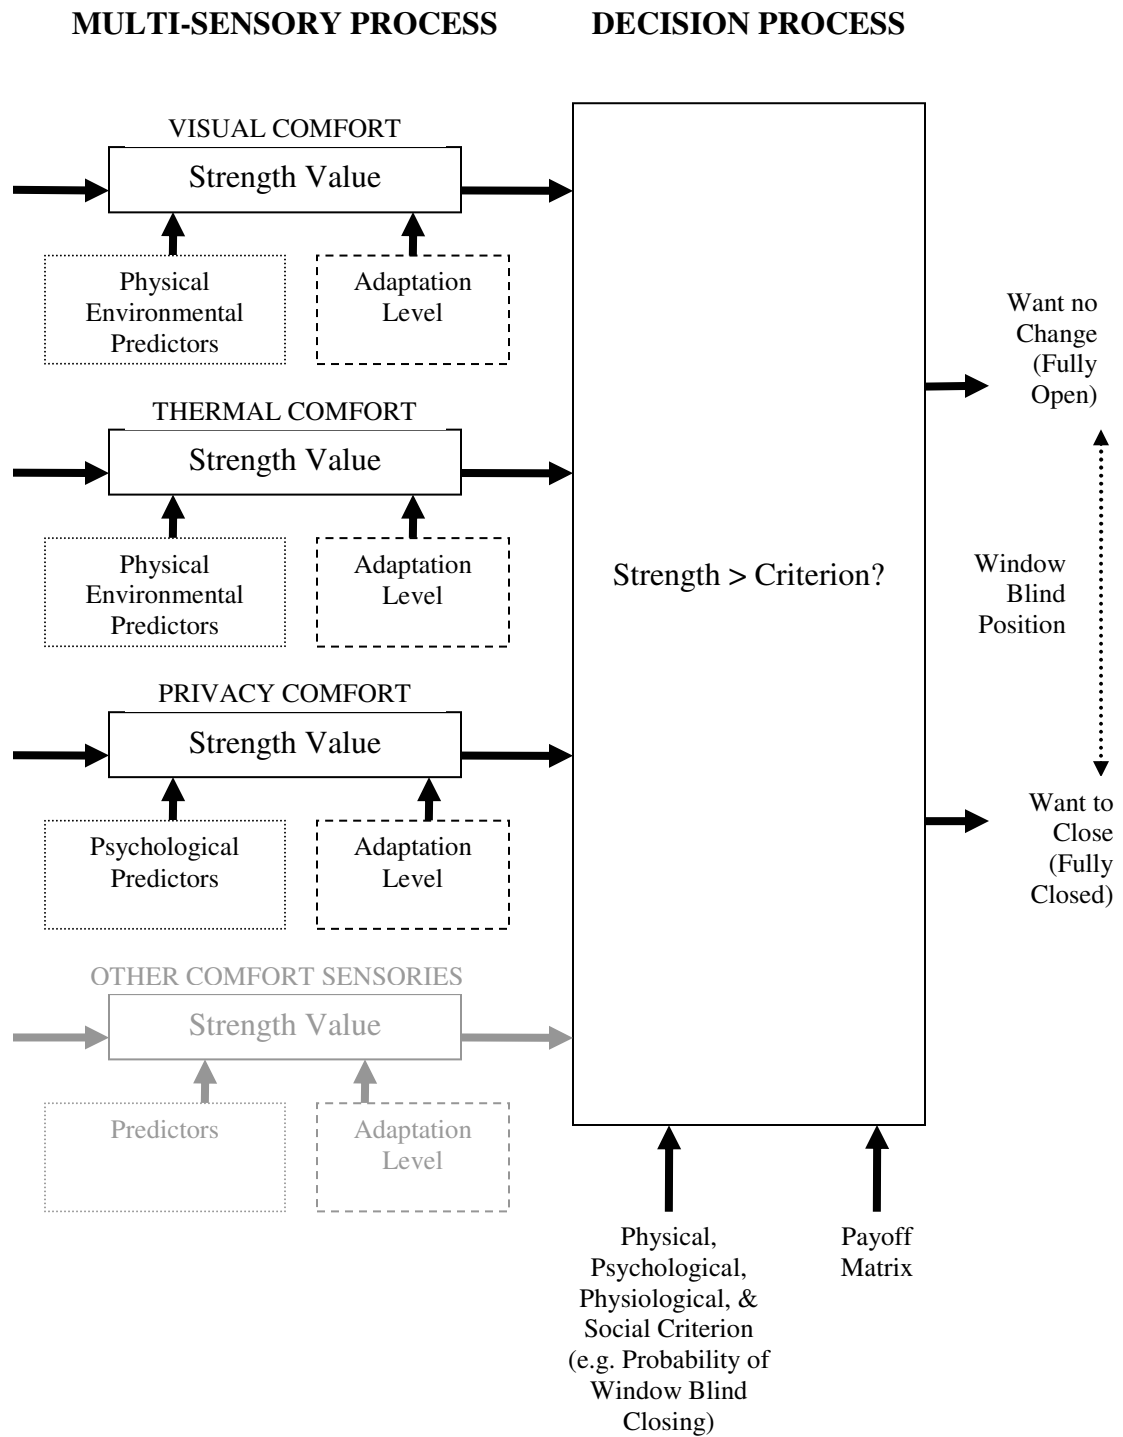 MULTI-SENSORY PROCESS
DECISION PROCESS
VISUAL COMFORT
Strength Value
Physical
Environmental
Predictors
Adaptation
Level
THERMAL COMFORT
Strength Value
Physical
Environmental
Predictors
Adaptation
Level
PRIVACY COMFORT
Strength Value
Psychological
Predictors
Adaptation
Level
OTHER COMFORT SENSORIES
Strength Value
Predictors
Adaptation
Level
Strength > Criterion?
Physical,
Psychological,
Physiological, &
Social Criterion
(e.g. Probability of
Window Blind
Closing)
Payoff
Matrix
Want no
Change
(Fully
Open)
Window
Blind
Position
Want to
Close
(Fully
Closed)